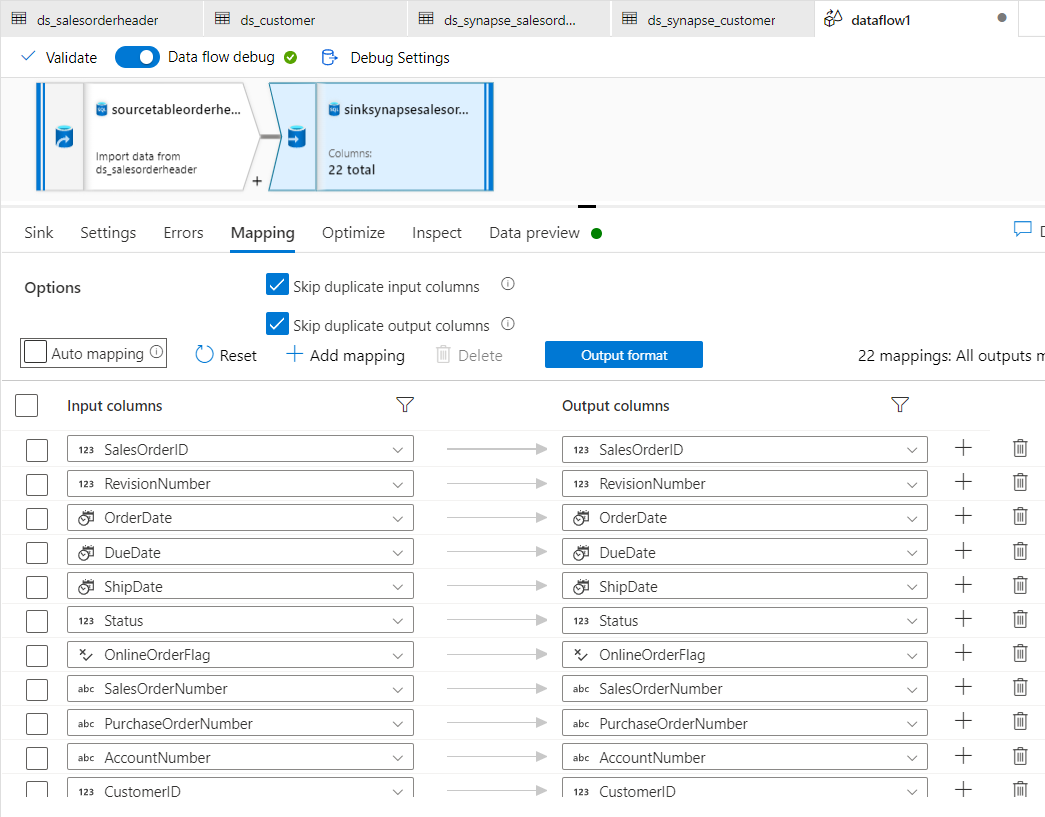 ds_salesorderheader ds_customer ds_synapse_salesord... ds_synapse_customer dataflow1
Validate Data flow debug Debug Settings
sourcetableorderhe... sinksynapsesalesor...
Import data from Columns:
ds_salesorderheader 22 total
+
Sink Settings Errors Mapping Optimize Inspect Data preview
Options Skip duplicate input columns
Skip duplicate output columns
Auto mapping Reset Add mapping Delete Output format 22 mappings: All outputs
Input columns Output columns
123 SalesOrderID 123 SalesOrderID
123 RevisionNumber 123 RevisionNumber
OrderDate OrderDate
DueDate DueDate
ShipDate ShipDate
123 Status 123 Status
OnlineOrderFlag OnlineOrderFlag
abc SalesOrderNumber abc SalesOrderNumber
abc PurchaseOrderNumber abc PurchaseOrderNumber
abc AccountNumber abc AccountNumber
123 CustomerID 123 CustomerID